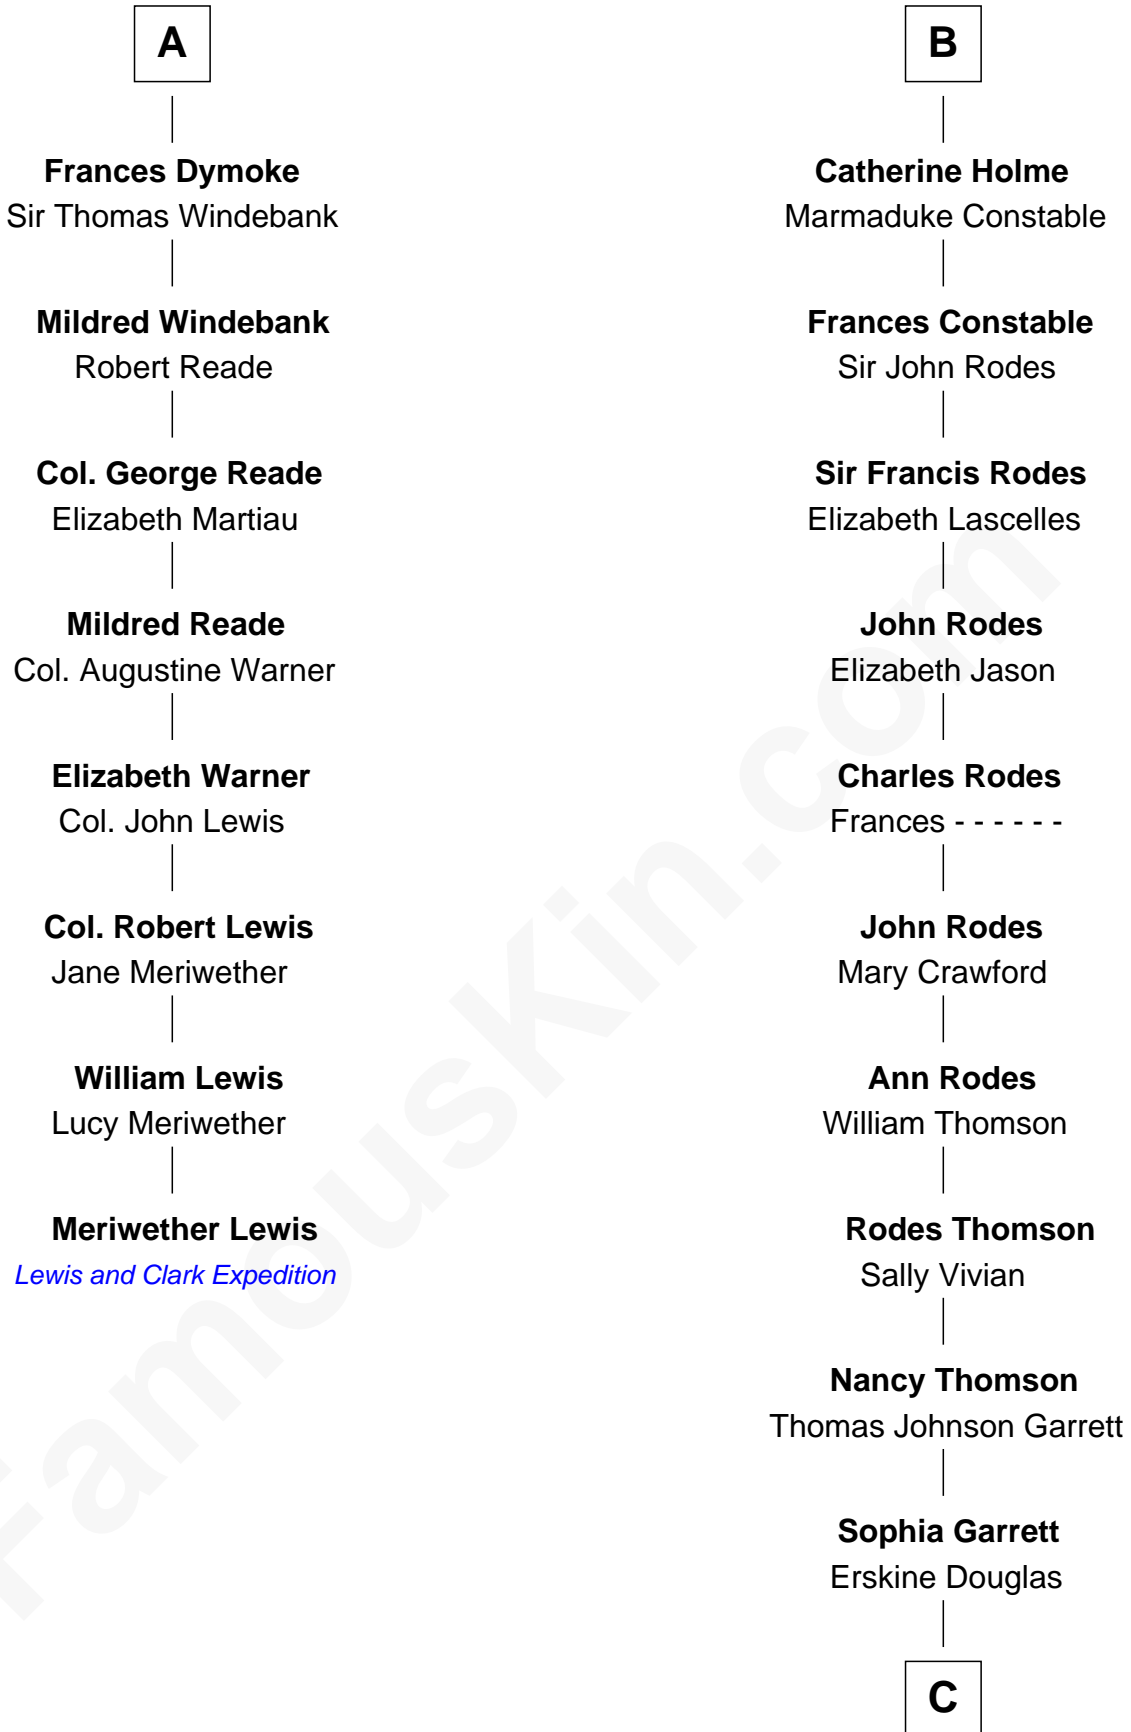 A
Frances Dymoke
Sir Thomas Windebank
Mildred Windebank
Robert Reade
Col. George Reade
Elizabeth Martiau
Mildred Reade
Col. Augustine Warner
Elizabeth Warner
Col. John Lewis
Col. Robert Lewis
Jane Meriwether
William Lewis
Lucy Meriwether
Meriwether Lewis
Lewis and Clark Expedition
B
Catherine Holme
Marmaduke Constable
Frances Constable
Sir John Rodes
Sir Francis Rodes
Elizabeth Lascelles
John Rodes
Elizabeth Jason
Charles Rodes
Frances - - - - - -
John Rodes
Mary Crawford
Ann Rodes
William Thomson
Rodes Thomson
Sally Vivian
Nancy Thomson
Thomas Johnson Garrett
Sophia Garrett
Erskine Douglas
C
FamousKin.com